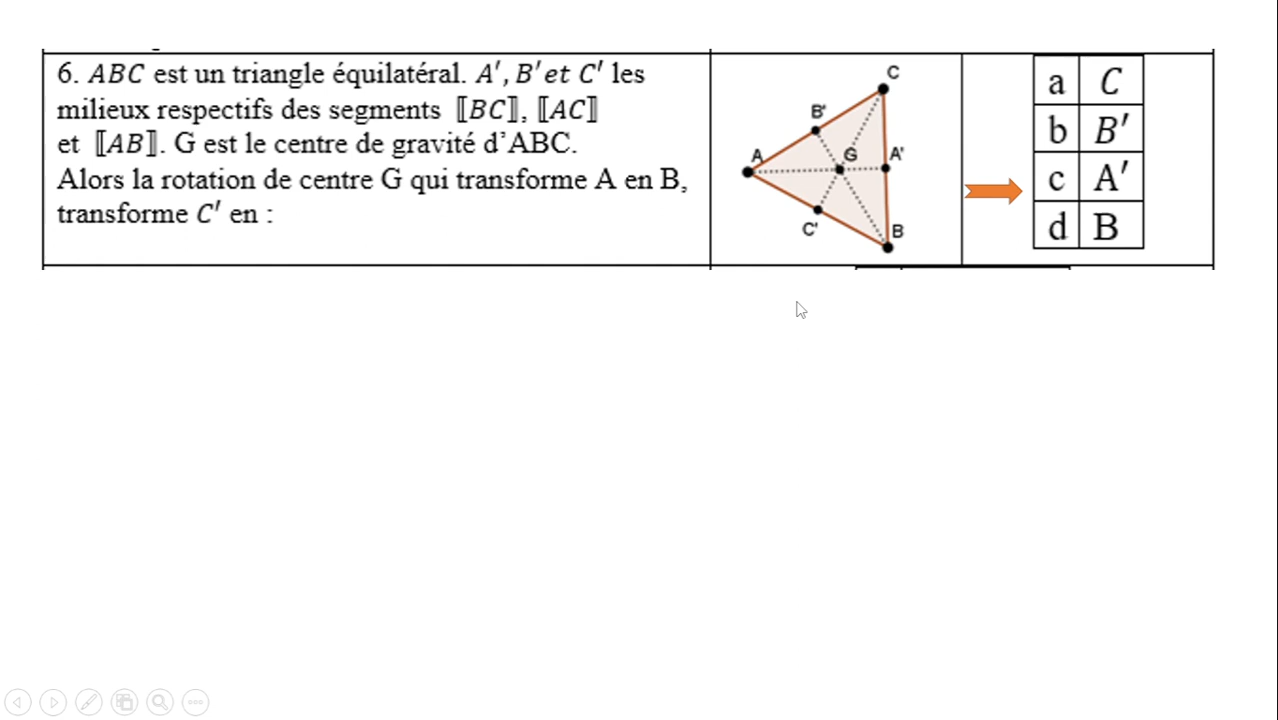 6. ABC est un triangle équilatéral. A′, B′et C′ les
milieux respectifs des segments ⟦BC⟧, ⟦AC⟧
et ⟦AB⟧. G est le centre de gravité d’ABC.
Alors la rotation de centre G qui transforme A en B,
transforme C′ en :
C
B'
A
G
A'
C'
B
a C
b B′
c A′
d B